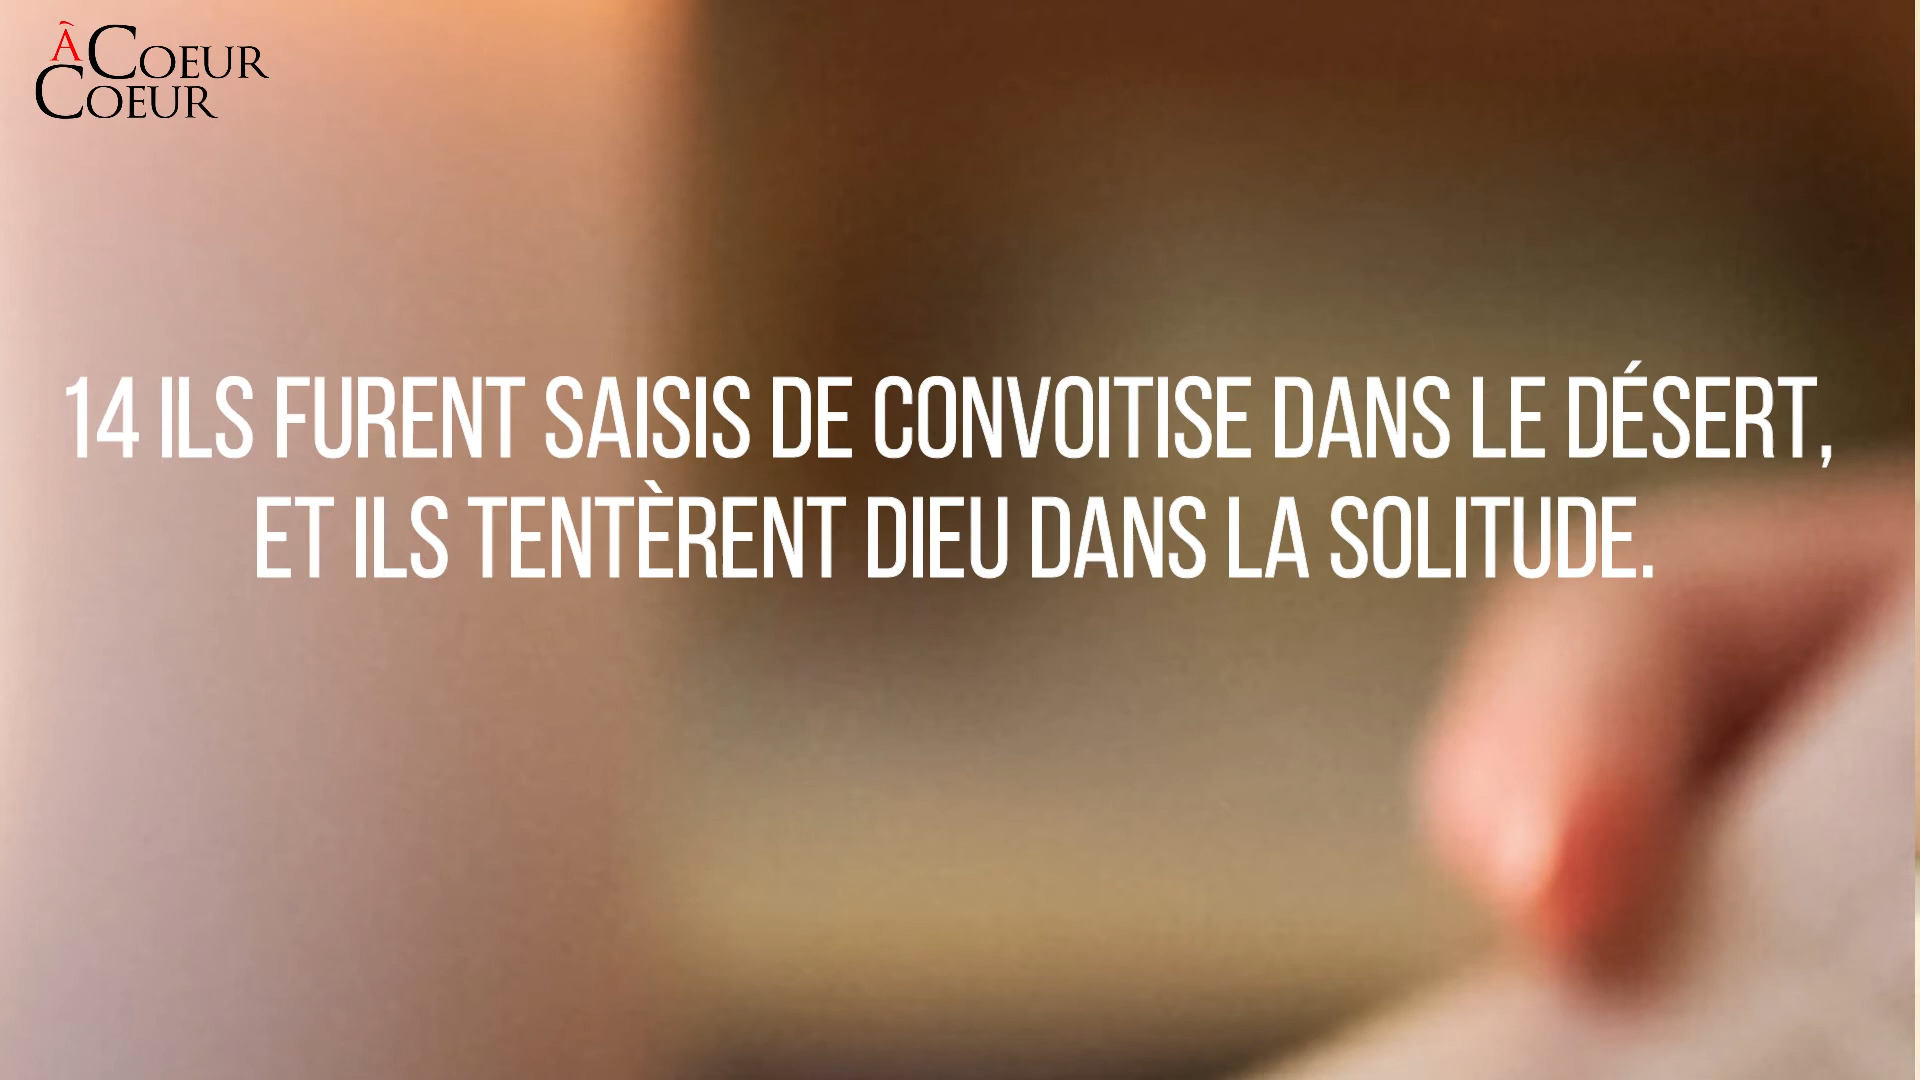 À COEUR
COEUR
14 ILS FURENT SAISIS DE CONVOITISE DANS LE DÉSERT,
ET ILS TENTÈRENT DIEU DANS LA SOLITUDE.